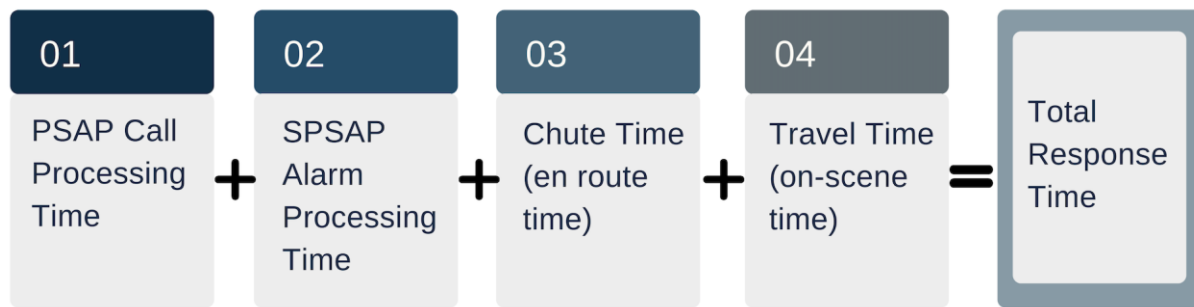 01
PSAP Call
Processing
Time
+
02
SPSAP
Alarm
Processing
Time
+
03
Chute Time
(en route
time)
+
04
Travel Time
(on-scene
time)
=
Total
Response
Time